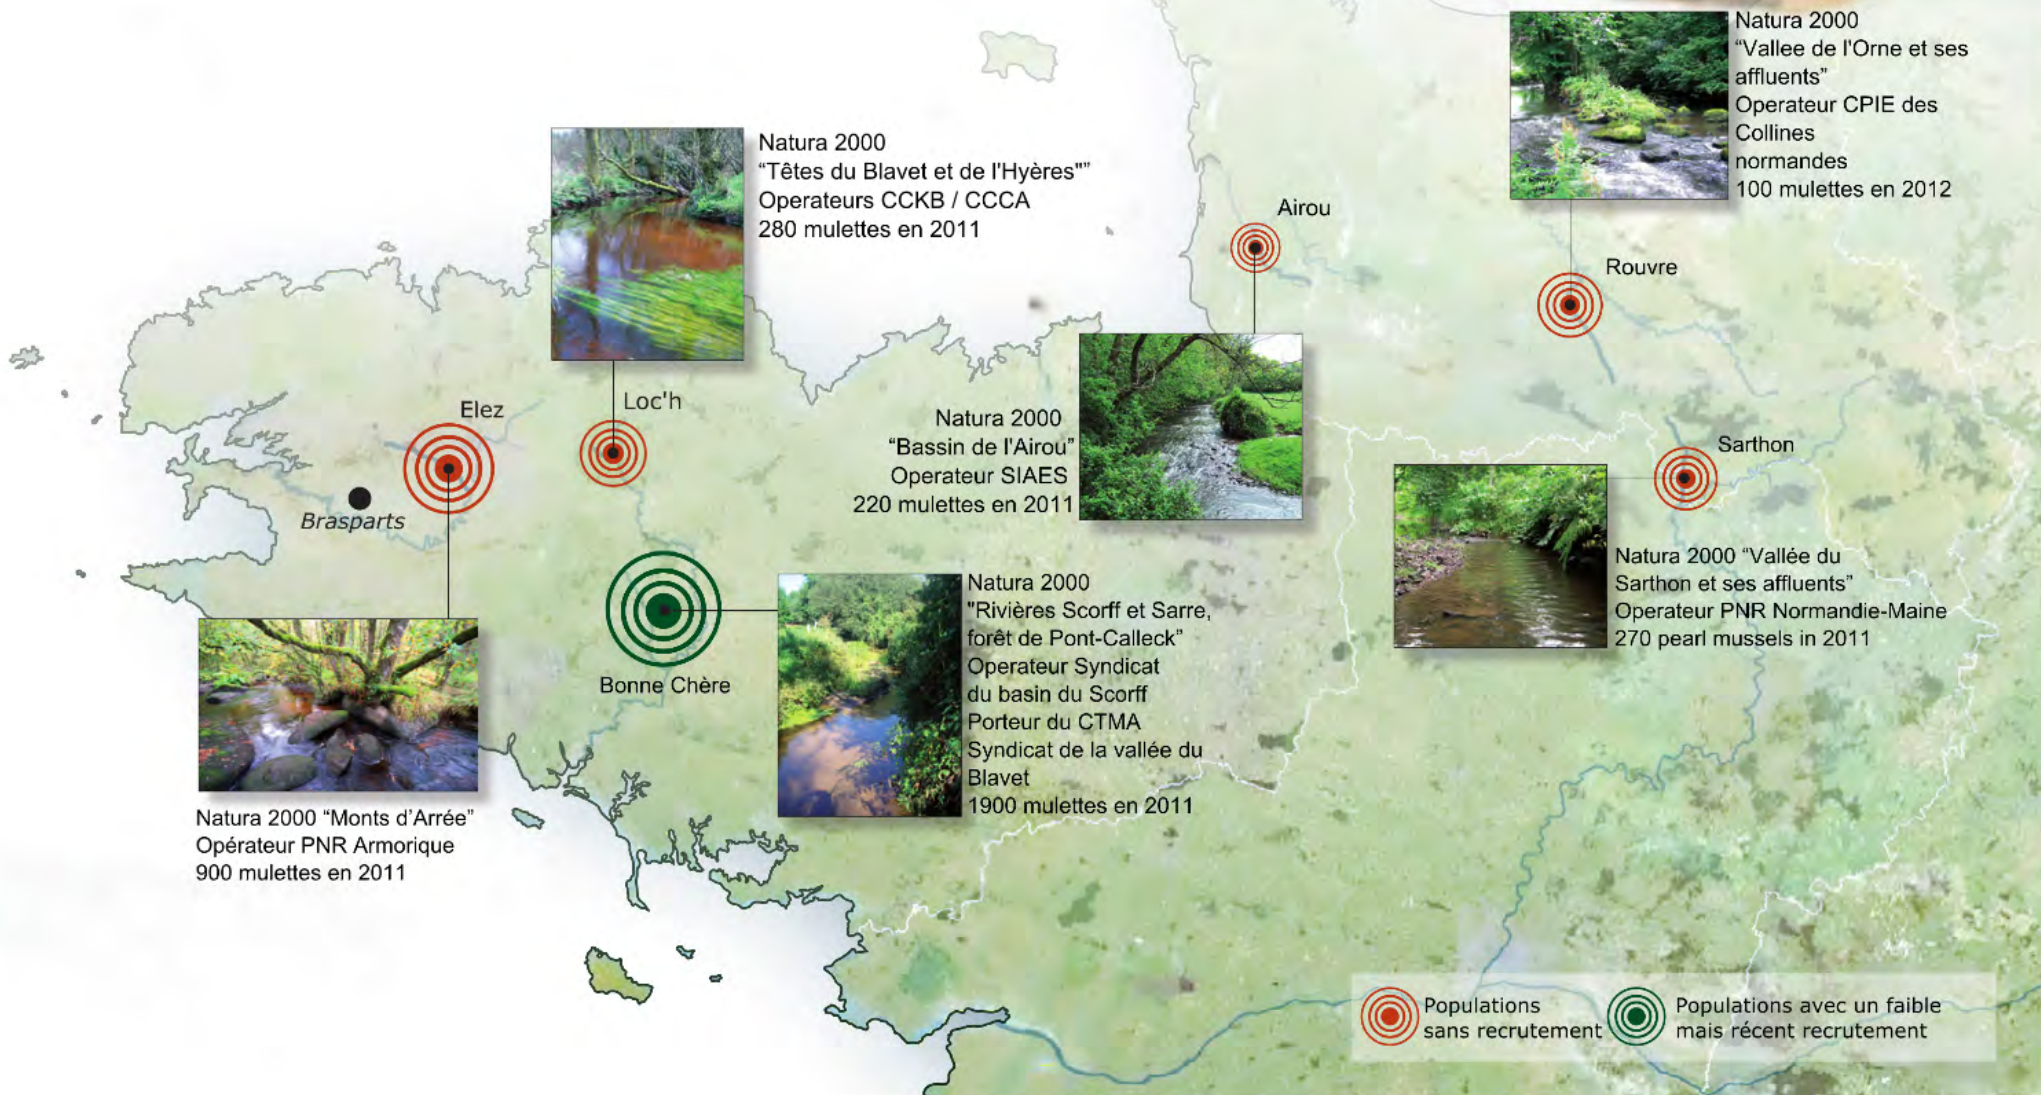 Natura 2000
“Vallee de l'Orne et ses
affluents”
Operateur CPIE des
Collines
normandes
100 mulettes en 2012
Natura 2000
“Têtes du Blavet et de l'Hyères"”
Operateurs CCKB / CCCA
280 mulettes en 2011
Airou
Rouvre
Elez
Loc'h
Brasparts
Natura 2000
“Bassin de l'Airou”
Operateur SIAES
220 mulettes en 2011
Sarthon
Natura 2000 “Vallée du
Sarthon et ses affluents”
Operateur PNR Normandie-Maine
270 pearl mussels in 2011
Bonne Chère
Natura 2000
"Rivières Scorff et Sarre,
forêt de Pont-Calleck”
Operateur Syndicat
du basin du Scorff
Porteur du CTMA
Syndicat de la vallée du
Blavet
1900 mulettes en 2011
Natura 2000 “Monts d'Arrée”
Opérateur PNR Armorique
900 mulettes en 2011
Populations
sans recrutement
Populations avec un faible
mais récent recrutement